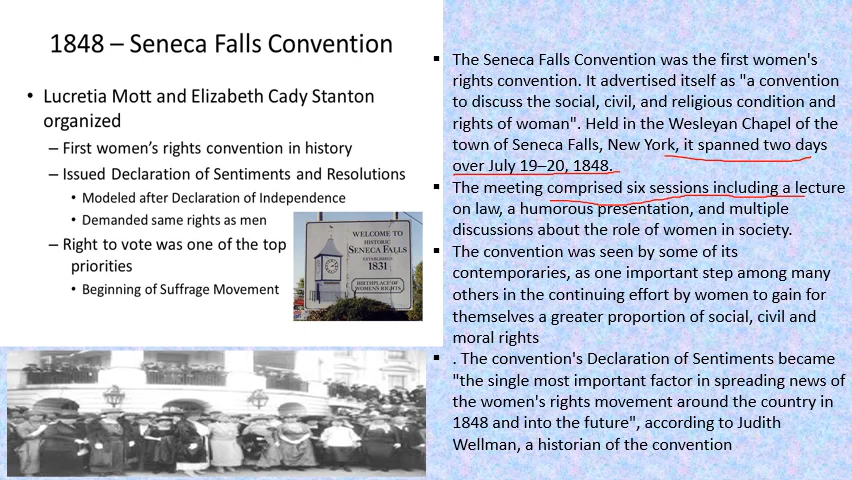 1848 – Seneca Falls Convention
• Lucretia Mott and Elizabeth Cady Stanton
organized
– First women's rights convention in history
– Issued Declaration of Sentiments and Resolutions
• Modeled after Declaration of Independence
• Demanded same rights as men
– Right to vote was one of the top
priorities
• Beginning of Suffrage Movement
WELCOME TO
HISTORIC
SENECA FALLS
ESTABLISHED
1831
BIRTHPLACE OF
WOMEN'S RIGHTS
▪ The Seneca Falls Convention was the first women's
rights convention. It advertised itself as "a convention
to discuss the social, civil, and religious condition and
rights of woman". Held in the Wesleyan Chapel of the
town of Seneca Falls, New York, it spanned two days
over July 19–20, 1848.
▪ The meeting comprised six sessions including a lecture
on law, a humorous presentation, and multiple
discussions about the role of women in society.
▪ The convention was seen by some of its
contemporaries, as one important step among many
others in the continuing effort by women to gain for
themselves a greater proportion of social, civil and
moral rights
▪ . The convention's Declaration of Sentiments became
"the single most important factor in spreading news of
the women's rights movement around the country in
1848 and into the future", according to Judith
Wellman, a historian of the convention